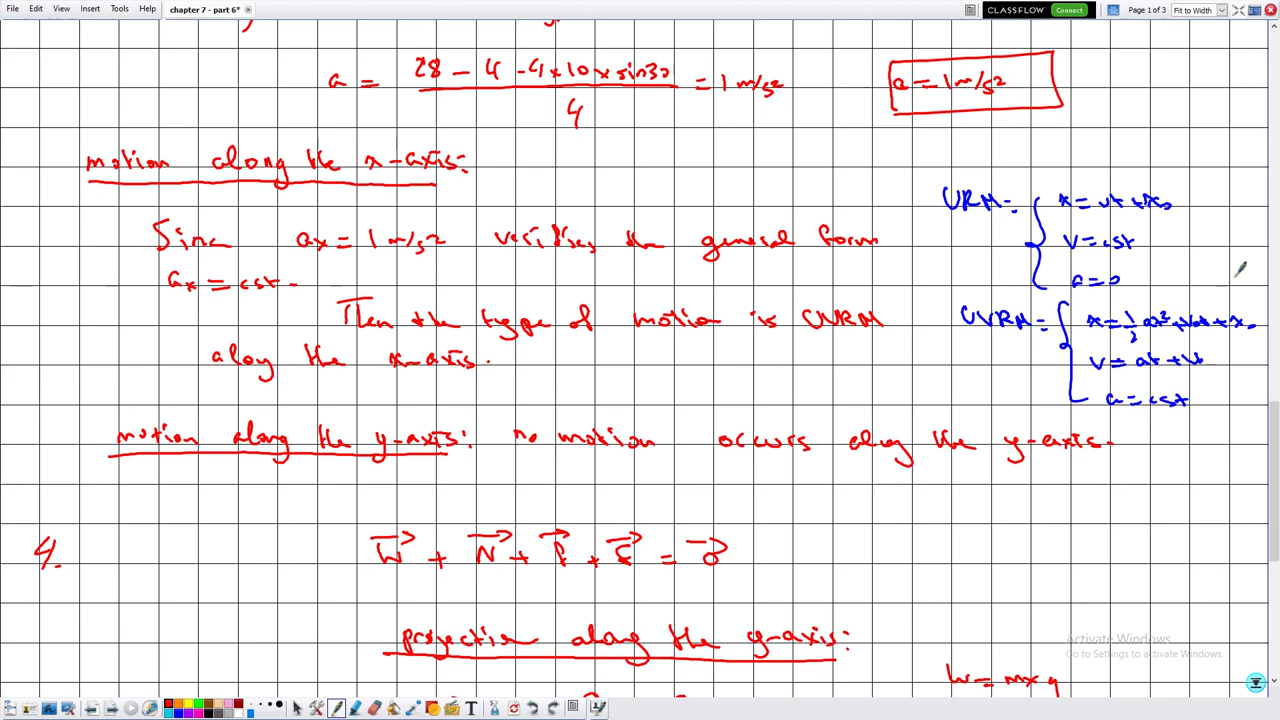 File Edit View Insert Tools Help chapter 7 - part 6* CLASSFLOW Connect Page 1 of 3 Fit to Width
a = 28 - 4 - 4 x 10 x sin30 / 4 = 1 m/s² a = 1 m/s²
motion along the x-axis:
Since ax = 1 m/s² verifies the general form
ax = cst.
Then the type of motion is UVRM
along the x-axis.
URM: { x = vt + x₀
v = cst
a = 0
UVRM: { x = 1/2 at² + v₀t + x₀
v = at + v₀
a = cst
motion along the y-axis: no motion occurs along the y-axis.
4. W + N + f + F = 0
projection along the y-axis:
W = m x g
Activate Windows
Go to Settings to activate Windows.